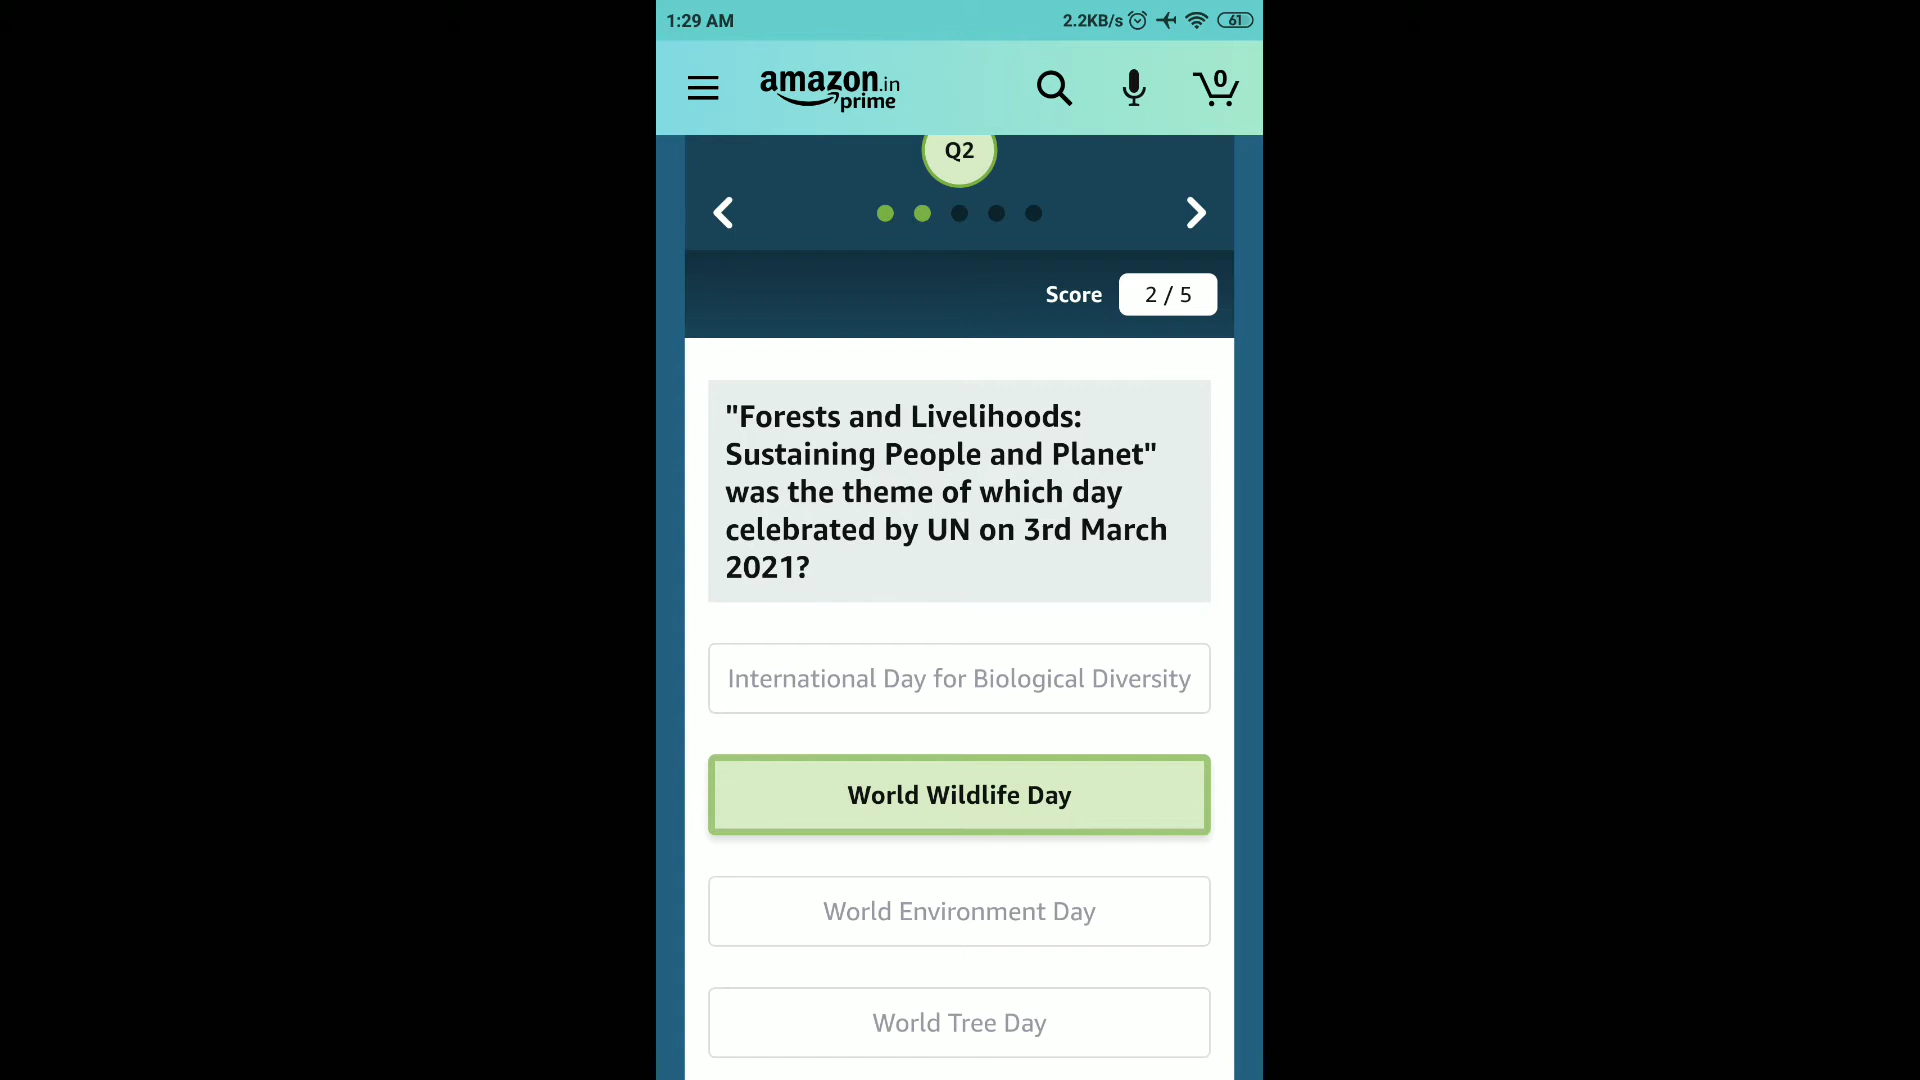 1:29 AM 2.2KB/s 61
amazon.in
prime
0
Q2
Score 2 / 5
"Forests and Livelihoods:
Sustaining People and Planet"
was the theme of which day
celebrated by UN on 3rd March
2021?
International Day for Biological Diversity
World Wildlife Day
World Environment Day
World Tree Day